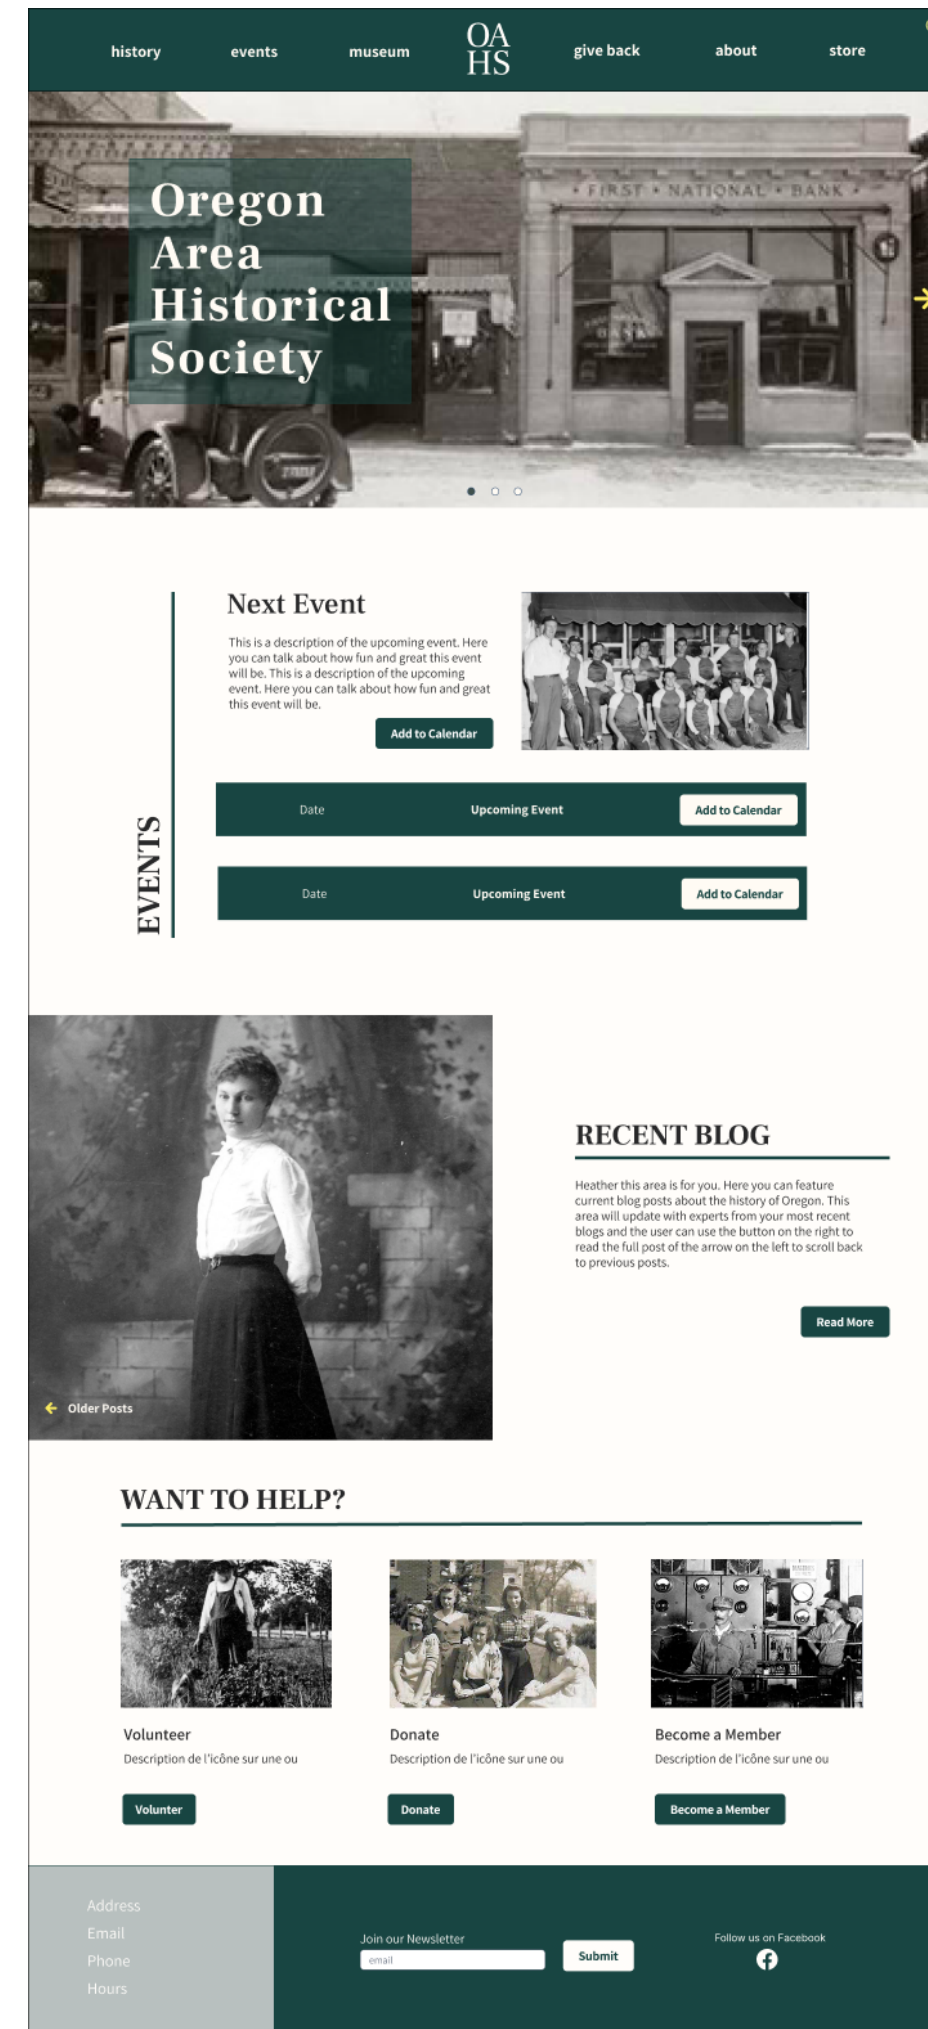 history
events
museum
OA
HS
give back
about
store
Oregon
Area
Historical
Society
• FIRST • NATIONAL • BANK •
BANK
Next Event
This is a description of the upcoming event. Here
you can talk about how fun and great this event
will be. This is a description of the upcoming
event. Here you can talk about how fun and great
this event will be.
Add to Calendar
EVENTS
Date
Upcoming Event
Add to Calendar
Date
Upcoming Event
Add to Calendar
Older Posts
RECENT BLOG
Heather this area is for you. Here you can feature
current blog posts about the history of Oregon. This
area will update with experts from your most recent
blogs and the user can use the button on the right to
read the full post of the arrow on the left to scroll back
to previous posts.
Read More
WANT TO HELP?
Volunteer
Description de l'icône sur une ou
Volunter
Donate
Description de l'icône sur une ou
Donate
Become a Member
Description de l'icône sur une ou
Become a Member
Address
Email
Phone
Hours
Join our Newsletter
email
Submit
Follow us on Facebook